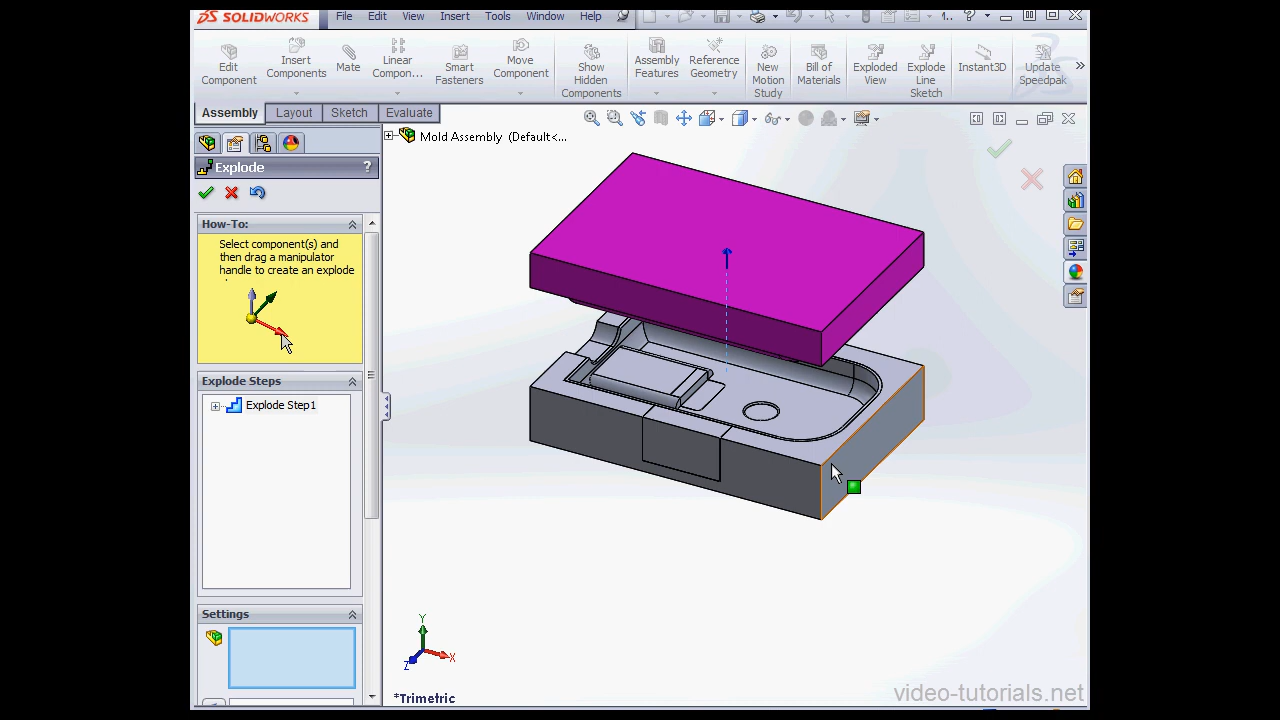 SOLIDWORKS File Edit View Insert Tools Window Help
Edit Component
Insert Components
Mate
Linear Compon...
Smart Fasteners
Move Component
Show Hidden Components
Assembly Features
Reference Geometry
New Motion Study
Bill of Materials
Exploded View
Explode Line Sketch
Instant3D
Update Speedpak
Assembly Layout Sketch Evaluate
Mold Assembly (Default<...
Explode ?
How-To:
Select component(s) and
then drag a manipulator
handle to create an explode
Explode Steps
Explode Step1
Settings
Y
X
Z
*Trimetric
video-tutorials.net